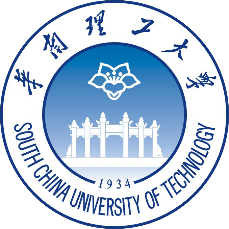 华南理工大学
1934
SOUTH CHINA UNIVERSITY OF TECHNOLOGY